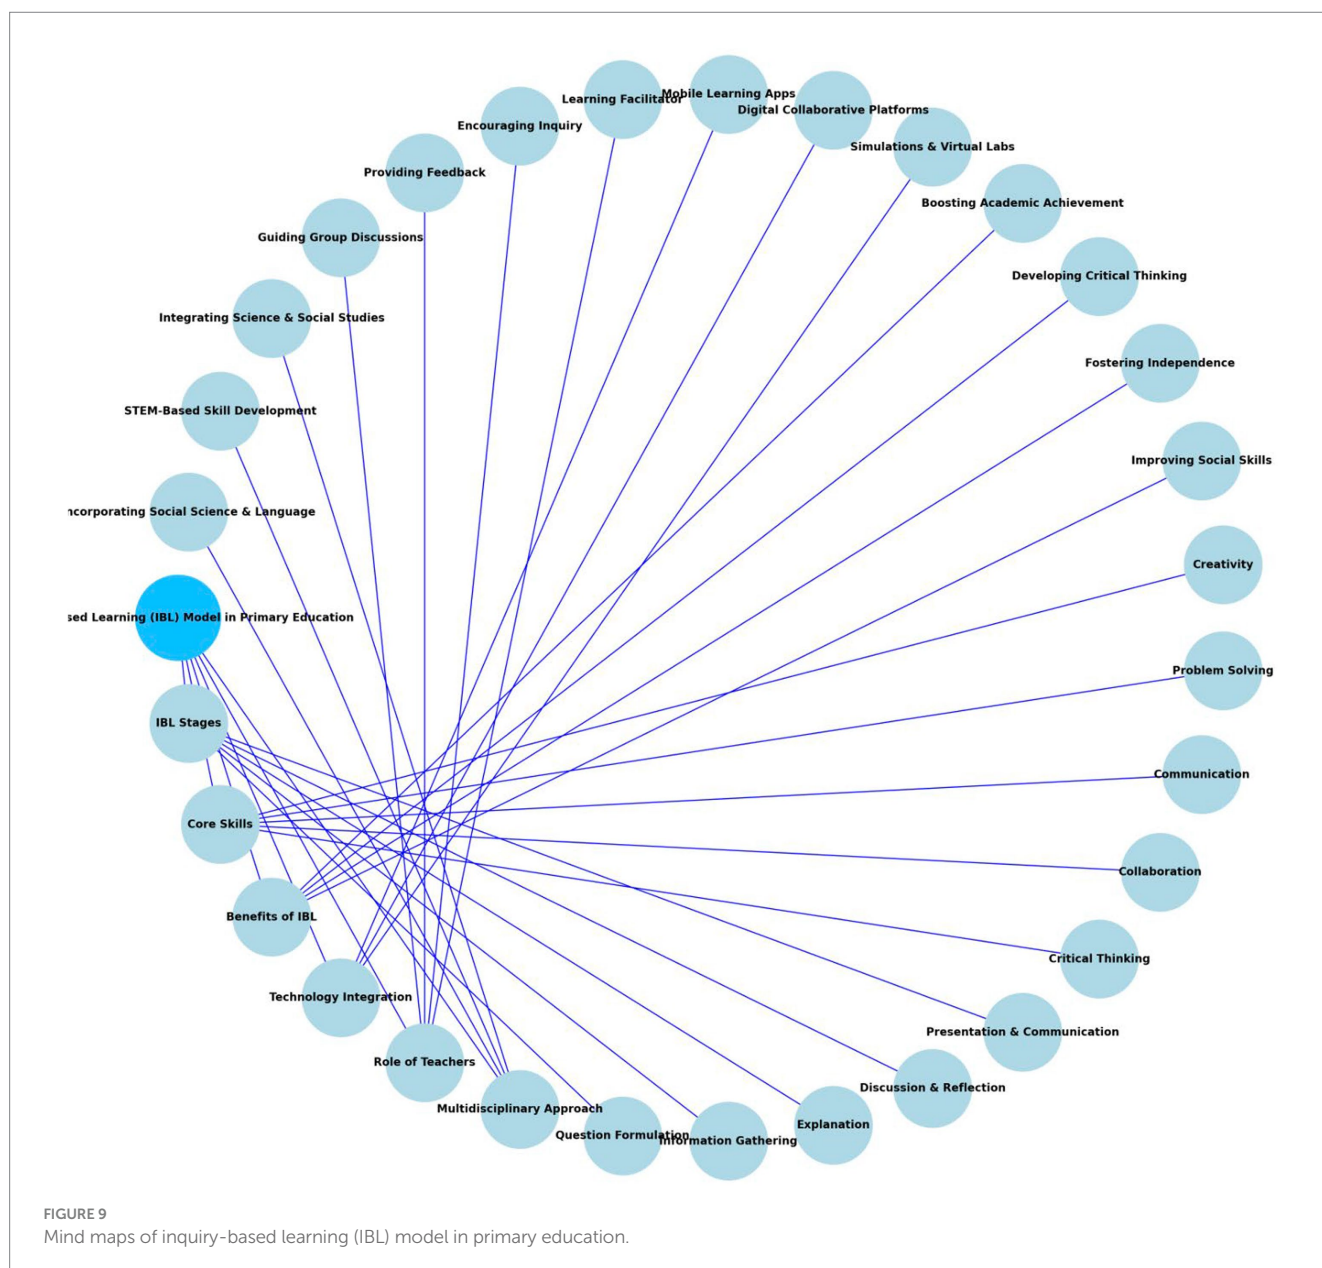 Mobile Learning Apps
Learning Facilitator
Digital Collaborative Platforms
Encouraging Inquiry
Simulations & Virtual Labs
Providing Feedback
Boosting Academic Achievement
Guiding Group Discussions
Developing Critical Thinking
Integrating Science & Social Studies
Fostering Independence
STEM-Based Skill Development
Improving Social Skills
ncorporating Social Science & Language
Creativity
sed Learning (IBL) Model in Primary Education
Problem Solving
IBL Stages
Communication
Core Skills
Collaboration
Benefits of IBL
Critical Thinking
Technology Integration
Presentation & Communication
Role of Teachers
Discussion & Reflection
Multidisciplinary Approach
Explanation
Question Formulation
Information Gathering
FIGURE 9
Mind maps of inquiry-based learning (IBL) model in primary education.